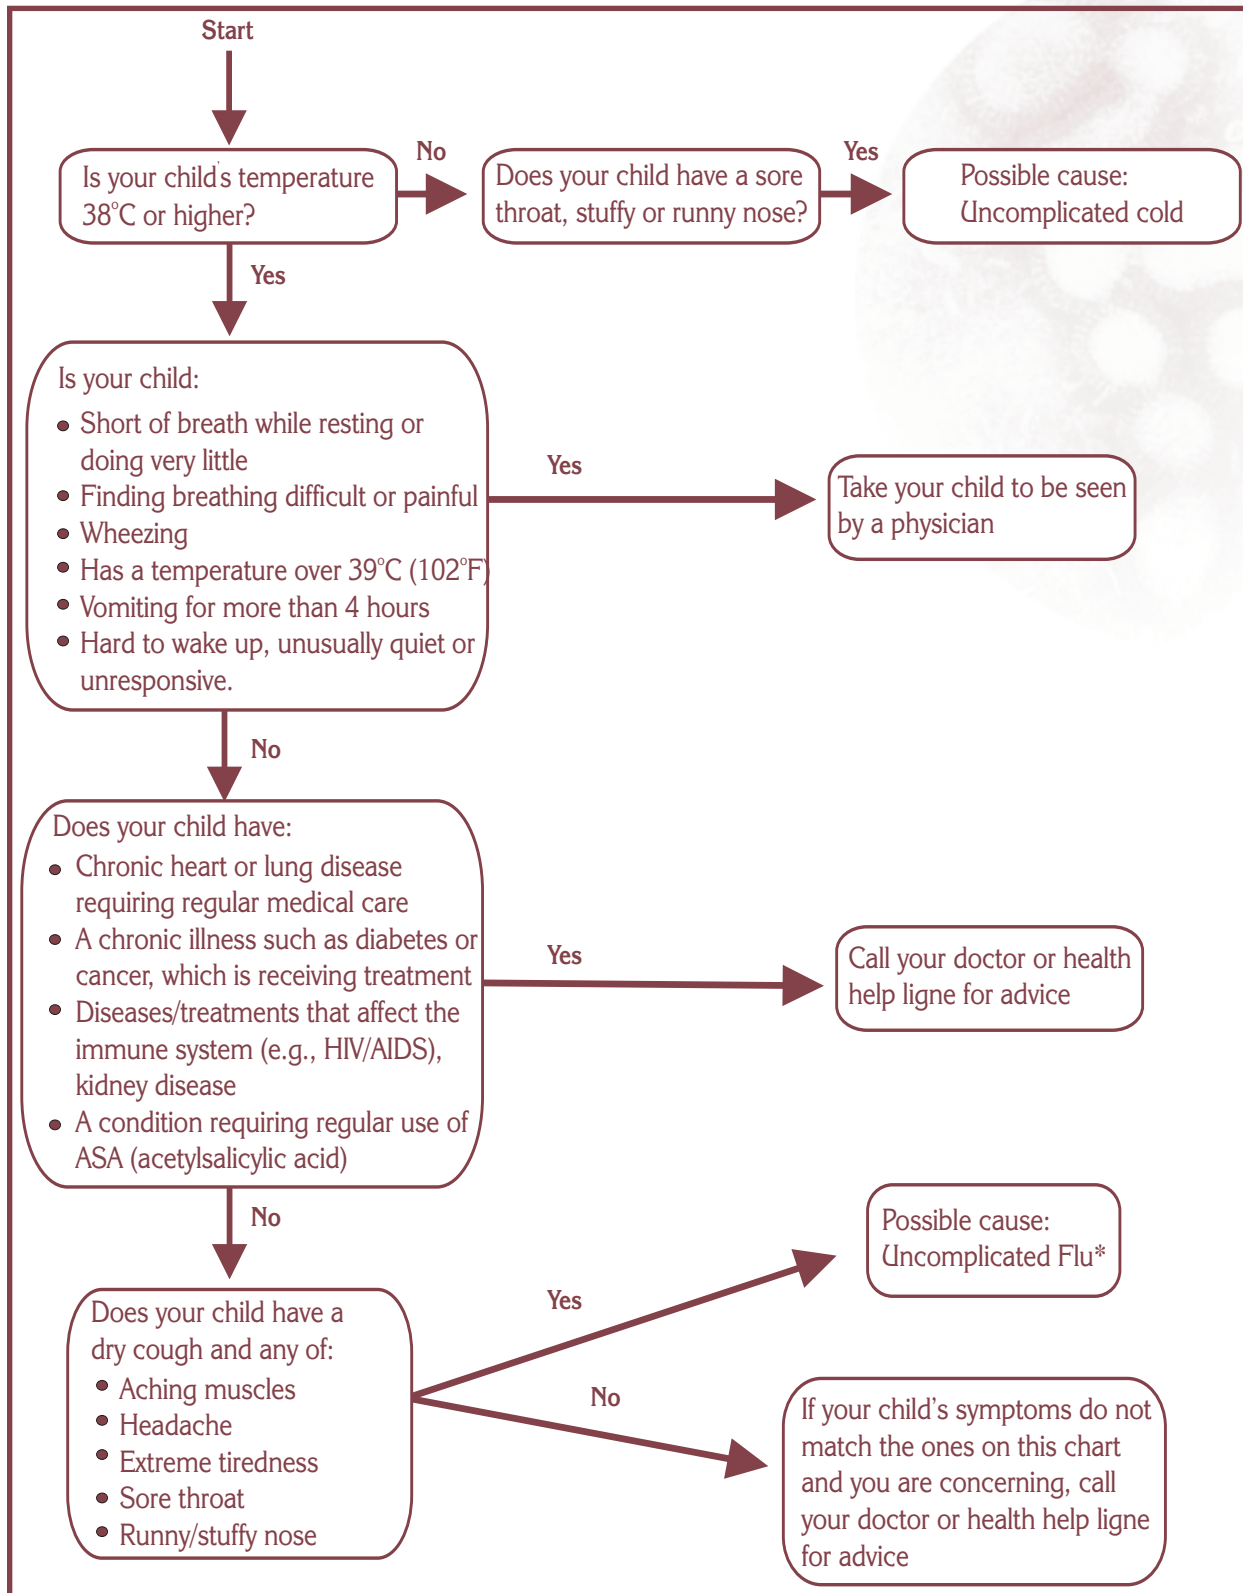 Start
Is your child's temperature
38°C or higher?
No
Does your child have a sore
throat, stuffy or runny nose?
Yes
Possible cause:
Uncomplicated cold
Yes
Is your child:
• Short of breath while resting or
doing very little
• Finding breathing difficult or painful
• Wheezing
• Has a temperature over 39°C (102°F)
• Vomiting for more than 4 hours
• Hard to wake up, unusually quiet or
unresponsive.
Yes
Take your child to be seen
by a physician
No
Does your child have:
• Chronic heart or lung disease
requiring regular medical care
• A chronic illness such as diabetes or
cancer, which is receiving treatment
• Diseases/treatments that affect the
immune system (e.g., HIV/AIDS),
kidney disease
• A condition requiring regular use of
ASA (acetylsalicylic acid)
Yes
Call your doctor or health
help ligne for advice
No
Does your child have a
dry cough and any of:
• Aching muscles
• Headache
• Extreme tiredness
• Sore throat
• Runny/stuffy nose
Yes
Possible cause:
Uncomplicated Flu*
No
If your child's symptoms do not
match the ones on this chart
and you are concerning, call
your doctor or health help ligne
for advice